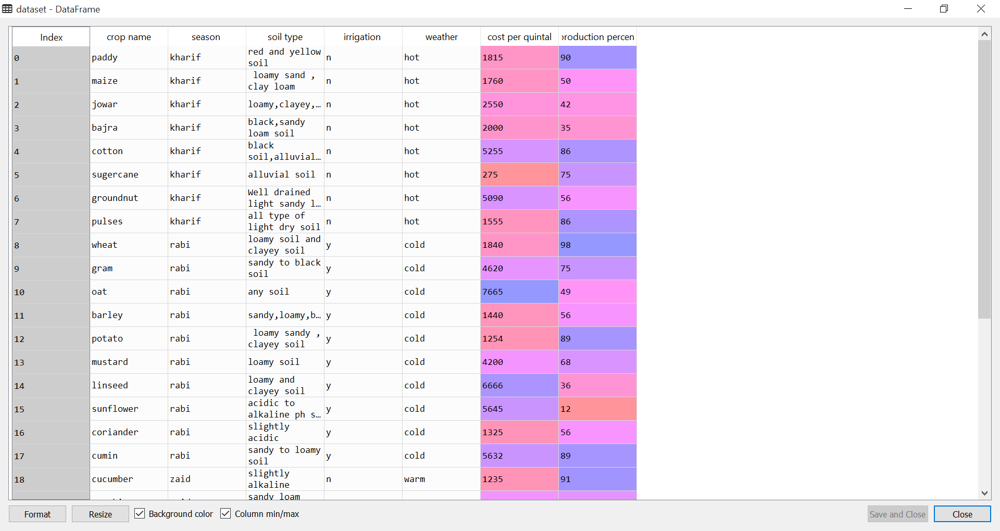 dataset - DataFrame
Index crop name season soil type irrigation weather cost per quintal production percen
0 paddy kharif red and yellow soil n hot 1815 90
1 maize kharif loamy sand , clay loam n hot 1760 50
2 jowar kharif loamy,clayey,… n hot 2550 42
3 bajra kharif black,sandy loam soil n hot 2000 35
4 cotton kharif black soil,alluvial… n hot 5255 86
5 sugercane kharif alluvial soil n hot 275 75
6 groundnut kharif Well drained light sandy l… n hot 5090 56
7 pulses kharif all type of light dry soil n hot 1555 86
8 wheat rabi loamy soil and clayey soil y cold 1840 98
9 gram rabi sandy to black soil y cold 4620 75
10 oat rabi any soil y cold 7665 49
11 barley rabi sandy,loamy,b… y cold 1440 56
12 potato rabi loamy sandy , clayey soil y cold 1254 89
13 mustard rabi loamy soil y cold 4200 68
14 linseed rabi loamy and clayey soil y cold 6666 36
15 sunflower rabi acidic to alkaline ph s… y cold 5645 12
16 coriander rabi slightly acidic y cold 1325 56
17 cumin rabi sandy to loamy soil y cold 5632 89
18 cucumber zaid slightly alkaline n warm 1235 91
sandy loam
Format Resize Background color Column min/max Save and Close Close